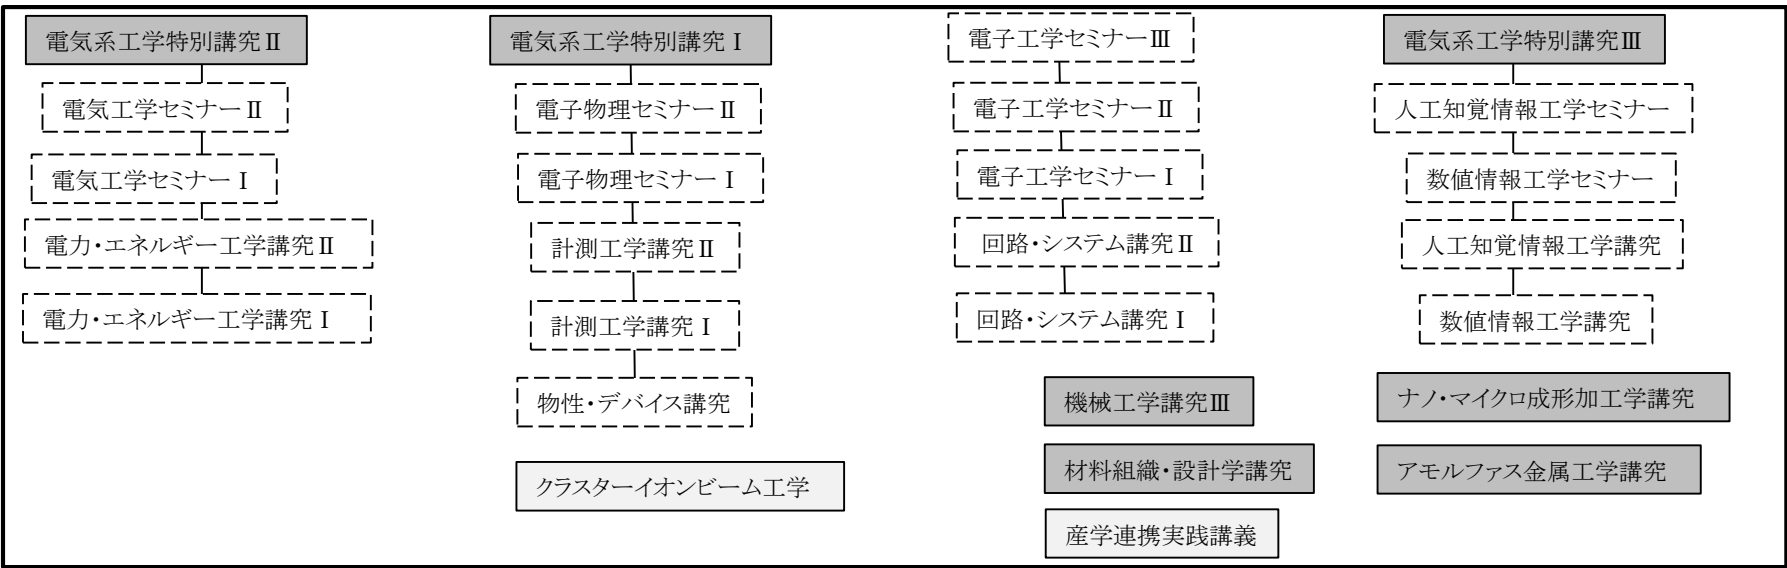 電気系工学特別講究Ⅱ
電気工学セミナーⅡ
電気工学セミナーⅠ
電力・エネルギー工学講究Ⅱ
電力・エネルギー工学講究Ⅰ
電気系工学特別講究Ⅰ
電子物理セミナーⅡ
電子物理セミナーⅠ
計測工学講究Ⅱ
計測工学講究Ⅰ
物性・デバイス講究
クラスターイオンビーム工学
電子工学セミナーⅢ
電子工学セミナーⅡ
電子工学セミナーⅠ
回路・システム講究Ⅱ
回路・システム講究Ⅰ
機械工学講究Ⅲ
材料組織・設計学講究
産学連携実践講義
電気系工学特別講究Ⅲ
人工知覚情報工学セミナー
数値情報工学セミナー
人工知覚情報工学講究
数値情報工学講究
ナノ・マイクロ成形加工学講究
アモルファス金属工学講究